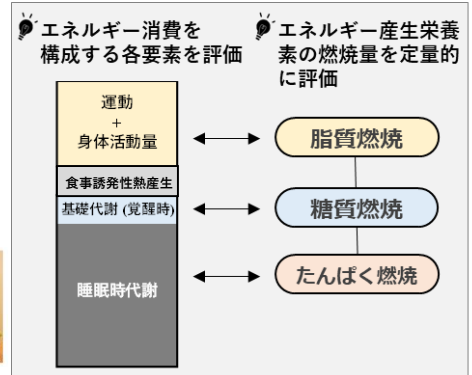 エネルギー消費を
構成する各要素を評価
エネルギー産生栄養
素の燃焼量を定量的
に評価
運動
+
身体活動量
食事誘発性熱産生
基礎代謝 (覚醒時)
睡眠時代謝
脂質燃焼
糖質燃焼
たんぱく燃焼